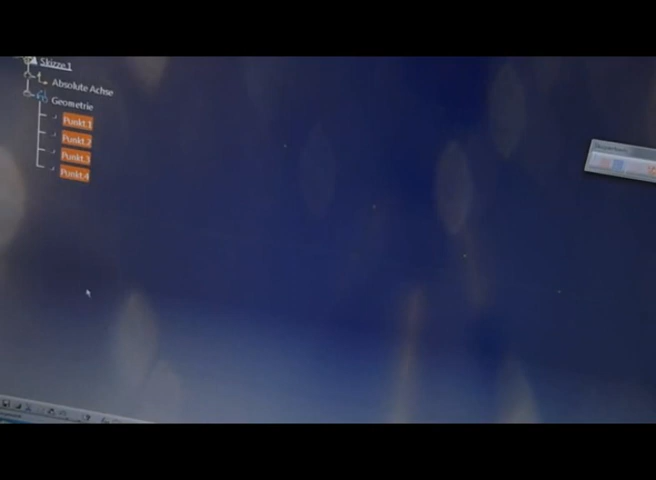 Skizze.1
Absolute Achse
Geometrie
Punkt.1
Punkt.2
Punkt.3
Punkt.4